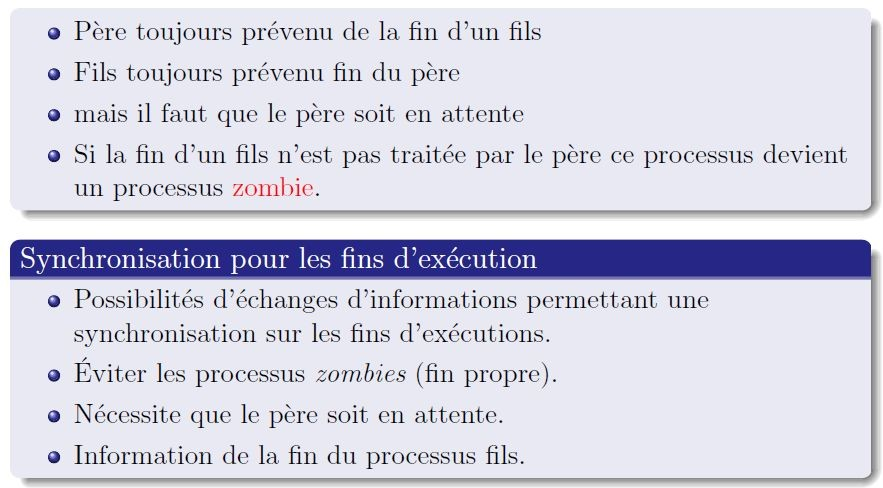 Père toujours prévenu de la fin d'un fils
Fils toujours prévenu fin du père
mais il faut que le père soit en attente
Si la fin d'un fils n'est pas traitée par le père ce processus devient
un processus zombie.
Synchronisation pour les fins d'exécution
Possibilités d'échanges d'informations permettant une
synchronisation sur les fins d'exécutions.
Éviter les processus zombies (fin propre).
Nécessite que le père soit en attente.
Information de la fin du processus fils.